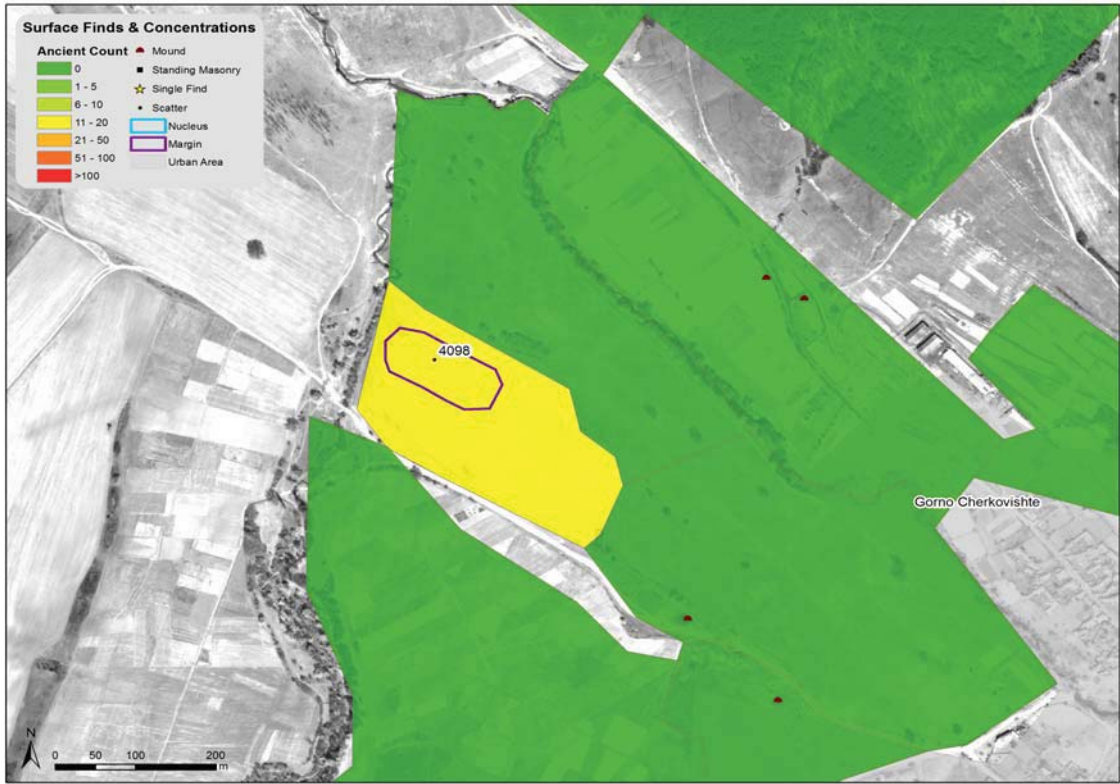 Surface Finds & Concentrations
Ancient Count
0
1 - 5
6 - 10
11 - 20
21 - 50
51 - 100
>100
Mound
Standing Masonry
Single Find
Scatter
Nucleus
Margin
Urban Area
4098
Gorno Cherkovishte
N
0 50 100 200
m